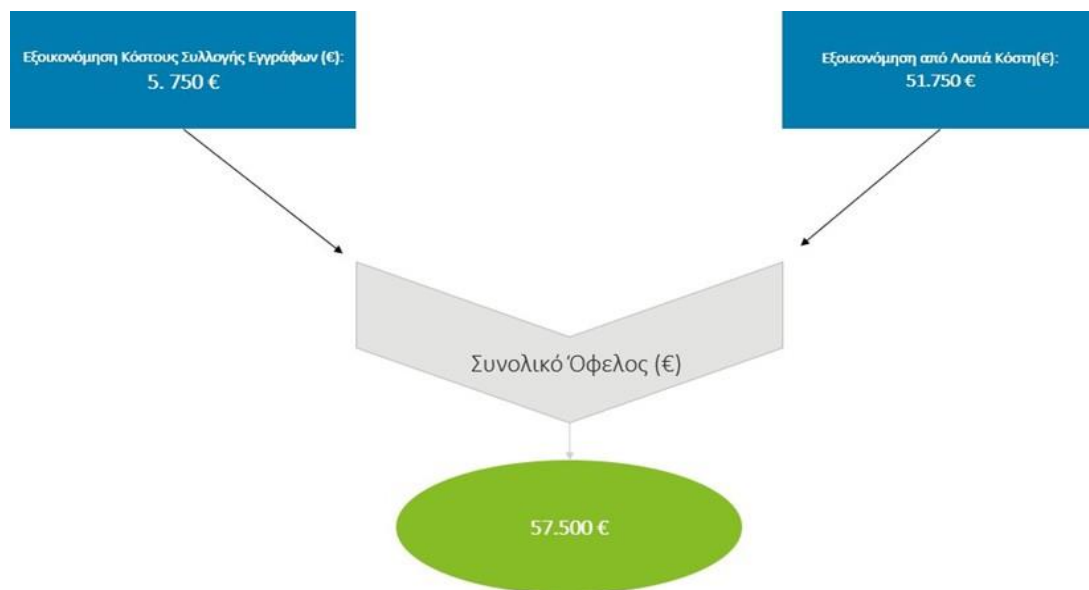 Εξοικονόμηση Κόστους Συλλογής Εγγράφων (€):
5. 750 €
Εξοικονόμηση από Λοιπά Κόστη(€):
51.750 €
Συνολικό Όφελος (€)
57.500 €